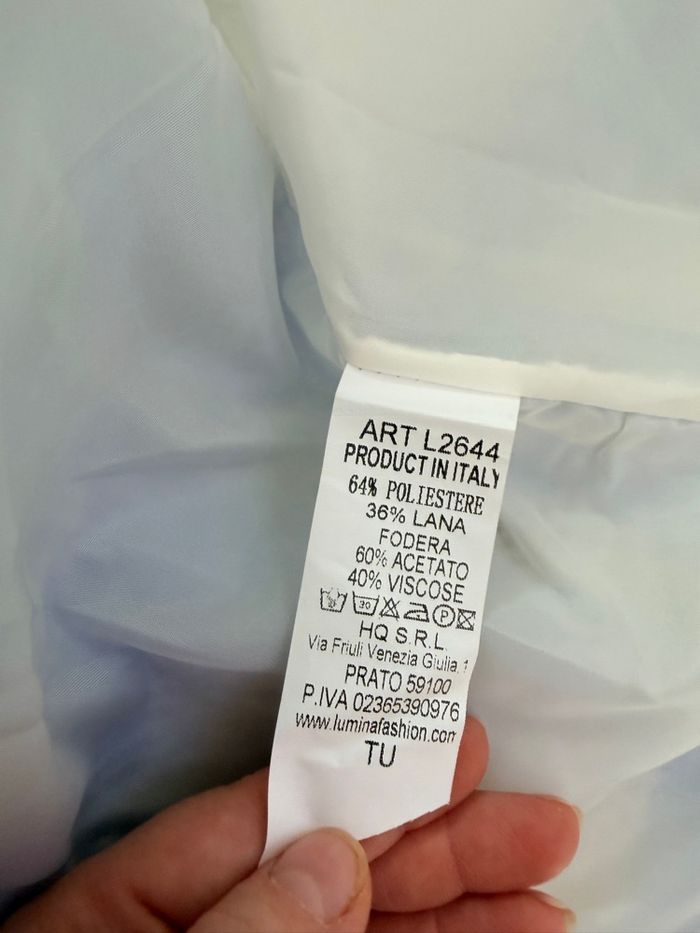 ART L2644
PRODUCT IN ITALY
64% POLIESTERE
36% LANA
FODERA
60% ACETATO
40% VISCOSE
30 P
HQ S.R.L.
Via Friuli Venezia Giulia, 1
PRATO 59100
P.IVA 02365390976
www.luminafashion.com
TU